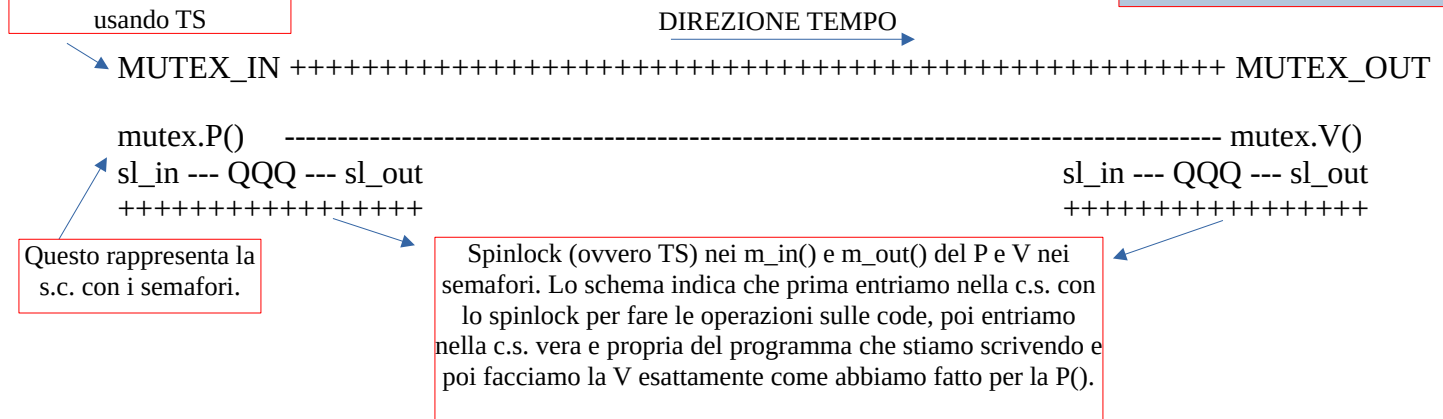 usando TS
DIREZIONE TEMPO
MUTEX_IN ++++++++++++++++++++++++++++++++++++++++++++++++++++ MUTEX_OUT
mutex.P() ---------------------------------------------------------------------------------------- mutex.V()
sl_in --- QQQ --- sl_out sl_in --- QQQ --- sl_out
+++++++++++++++++ +++++++++++++++++
Questo rappresenta la
s.c. con i semafori.
Spinlock (ovvero TS) nei m_in() e m_out() del P e V nei
semafori. Lo schema indica che prima entriamo nella c.s. con
lo spinlock per fare le operazioni sulle code, poi entriamo
nella c.s. vera e propria del programma che stiamo scrivendo e
poi facciamo la V esattamente come abbiamo fatto per la P().